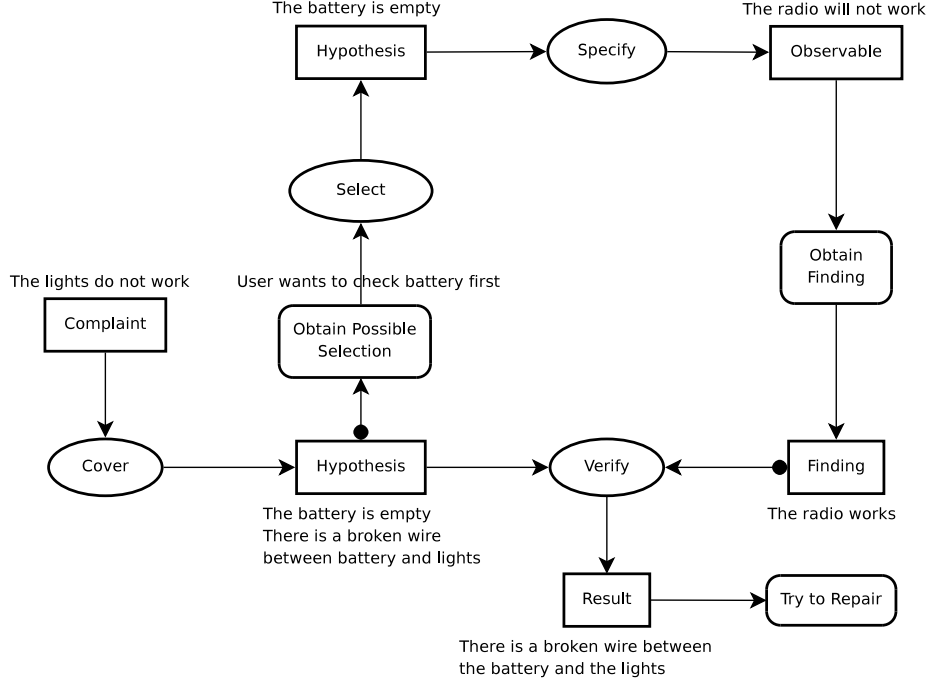 The battery is empty
Hypothesis
Specify
The radio will not work
Observable
Select
Obtain
Finding
User wants to check battery first
The lights do not work
Complaint
Obtain Possible
Selection
Cover
Hypothesis
Verify
Finding
The battery is empty
There is a broken wire
between battery and lights
The radio works
Result
Try to Repair
There is a broken wire between
the battery and the lights